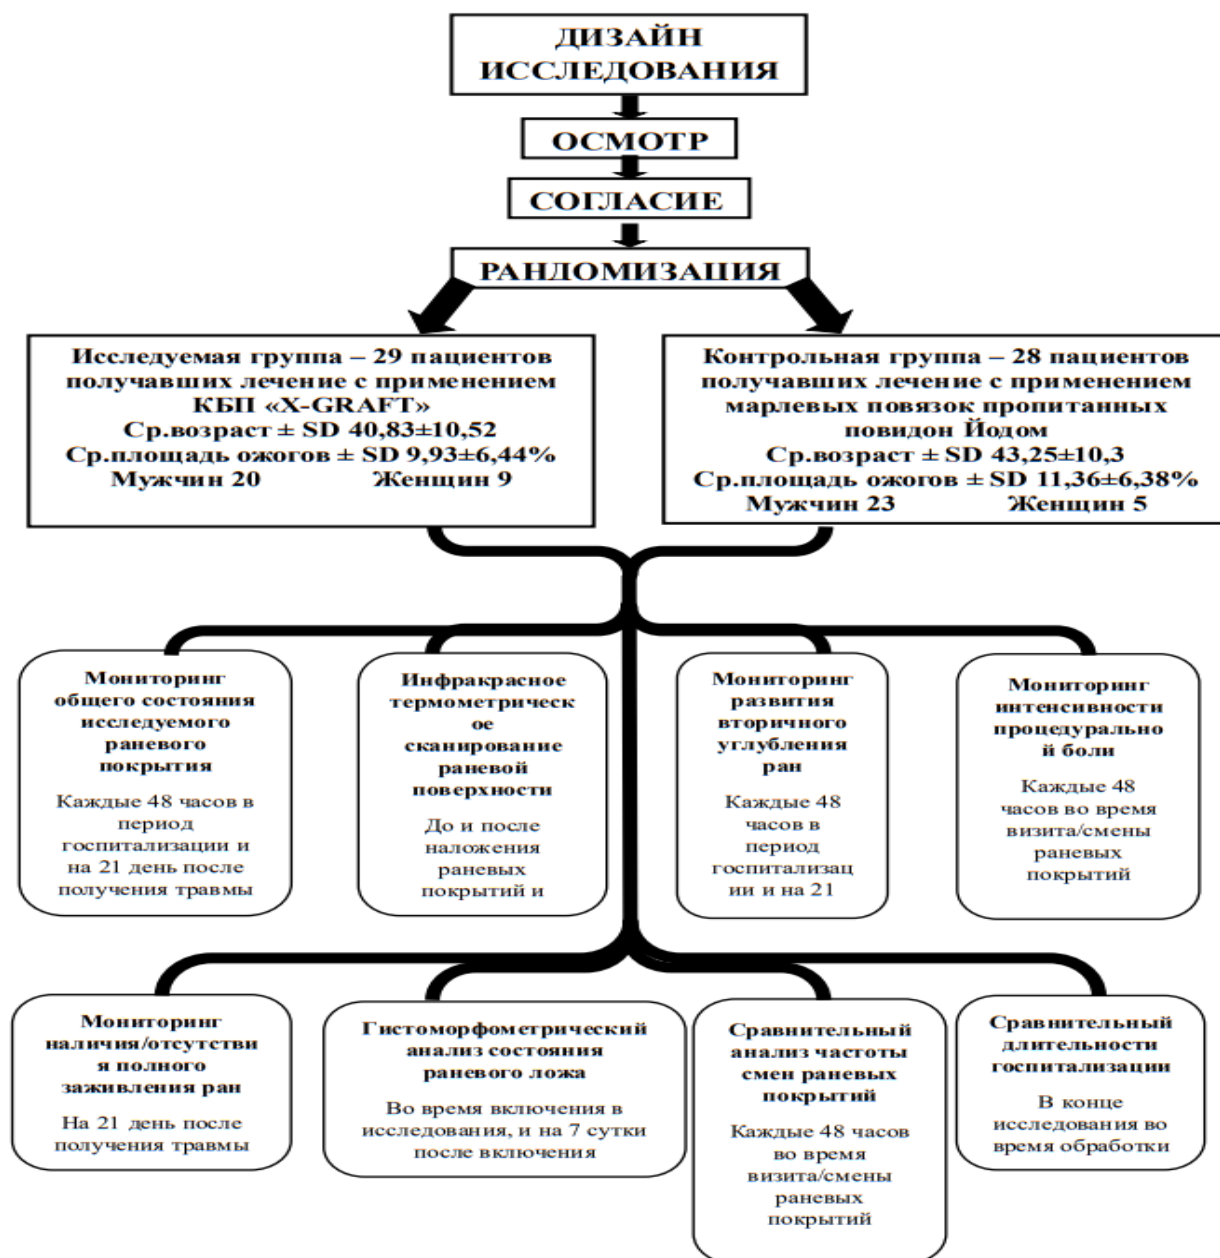 ДИЗАЙН
ИССЛЕДОВАНИЯ
ОСМОТР
СОГЛАСИЕ
РАНДОМИЗАЦИЯ
Исследуемая группа – 29 пациентов
получавших лечение с применением
КБП «X-GRAFT»
Ср.возраст ± SD 40,83±10,52
Ср.площадь ожогов ± SD 9,93±6,44%
Мужчин 20 Женщин 9
Контрольная группа – 28 пациентов
получавших лечение с применением
марлевых повязок пропитанных
повидон Йодом
Ср.возраст ± SD 43,25±10,3
Ср.площадь ожогов ± SD 11,36±6,38%
Мужчин 23 Женщин 5
Мониторинг
общего состояния
исследуемого
раневого
покрытия
Каждые 48 часов в
период
госпитализации и
на 21 день после
получения травмы
Инфракрасное
термометрическ
ое
сканирование
раневой
поверхности
До и после
наложения
раневых
покрытий и
Мониторинг
развития
вторичного
углубления
ран
Каждые 48
часов в
период
госпитализац
ии и на 21
Мониторинг
интенсивности
процедурально
й боли
Каждые 48
часов во время
визита/смены
раневых
покрытий
Мониторинг
наличия/отсутстви
я полного
заживления ран
На 21 день после
получения травмы
Гистоморфометрический
анализ состояния
раневого ложа
Во время включения в
исследования, и на 7 сутки
после включения
Сравнительный
анализ частоты
смен раневых
покрытий
Каждые 48 часов
во время
визита/смены
раневых
покрытий
Сравнительный
длительности
госпитализации
В конце
исследования во
время обработки